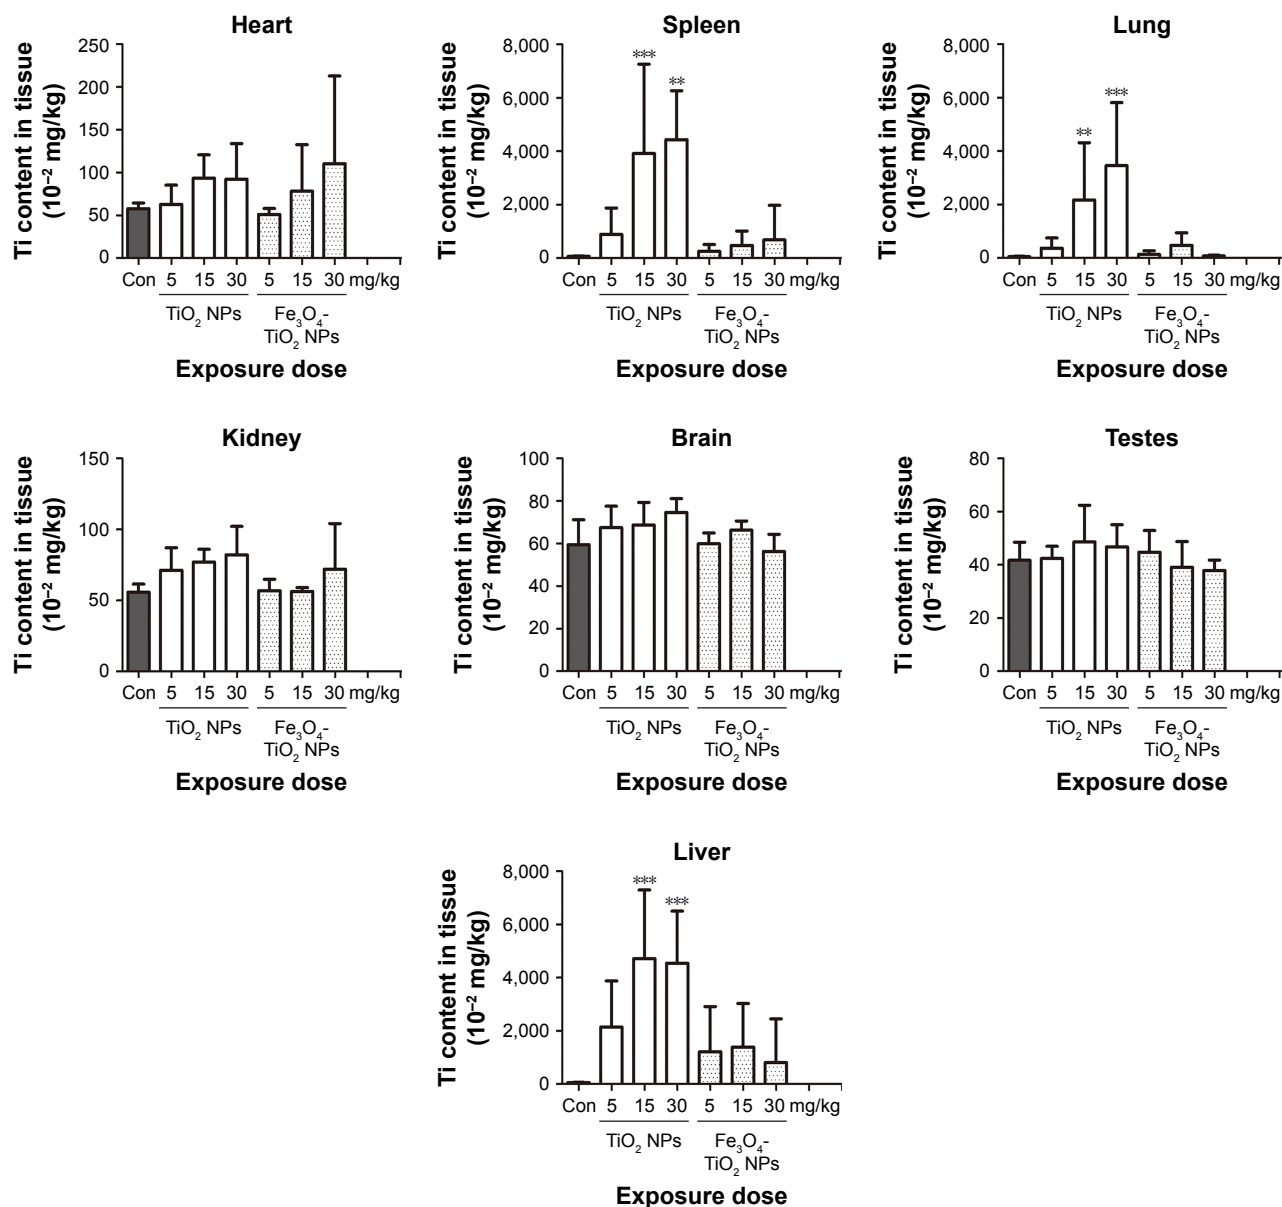 Heart
Ti content in tissue
(10⁻² mg/kg)
250
200
150
100
50
0
Con 5 15 30 5 15 30 mg/kg
TiO₂ NPs
Fe₃O₄-
TiO₂ NPs
Exposure dose
Spleen
Ti content in tissue
(10⁻² mg/kg)
8,000
6,000
4,000
2,000
0
*** **
Con 5 15 30 5 15 30 mg/kg
TiO₂ NPs
Fe₃O₄-
TiO₂ NPs
Exposure dose
Lung
Ti content in tissue
(10⁻² mg/kg)
8,000
6,000
4,000
2,000
0
** ***
Con 5 15 30 5 15 30 mg/kg
TiO₂ NPs
Fe₃O₄-
TiO₂ NPs
Exposure dose
Kidney
Ti content in tissue
(10⁻² mg/kg)
150
100
50
0
Con 5 15 30 5 15 30 mg/kg
TiO₂ NPs
Fe₃O₄-
TiO₂ NPs
Exposure dose
Brain
Ti content in tissue
(10⁻² mg/kg)
100
80
60
40
20
0
Con 5 15 30 5 15 30 mg/kg
TiO₂ NPs
Fe₃O₄-
TiO₂ NPs
Exposure dose
Testes
Ti content in tissue
(10⁻² mg/kg)
80
60
40
20
0
Con 5 15 30 5 15 30 mg/kg
TiO₂ NPs
Fe₃O₄-
TiO₂ NPs
Exposure dose
Liver
Ti content in tissue
(10⁻² mg/kg)
8,000
6,000
4,000
2,000
0
*** ***
Con 5 15 30 5 15 30 mg/kg
TiO₂ NPs
Fe₃O₄-
TiO₂ NPs
Exposure dose